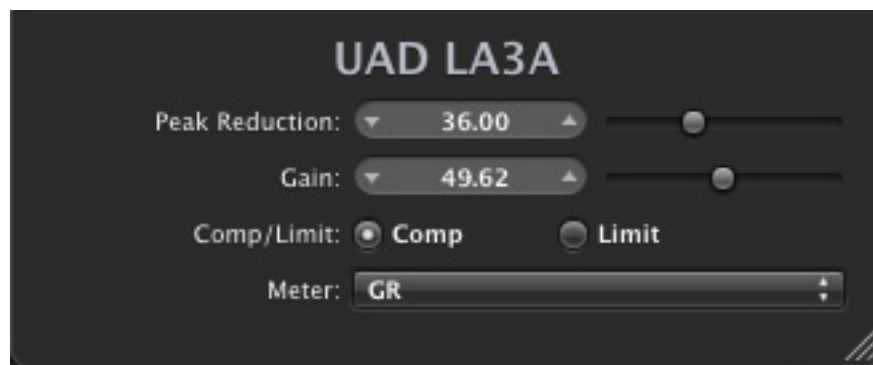 UAD LA3A
Peak Reduction: 36.00
Gain: 49.62
Comp/Limit: Comp Limit
Meter: GR